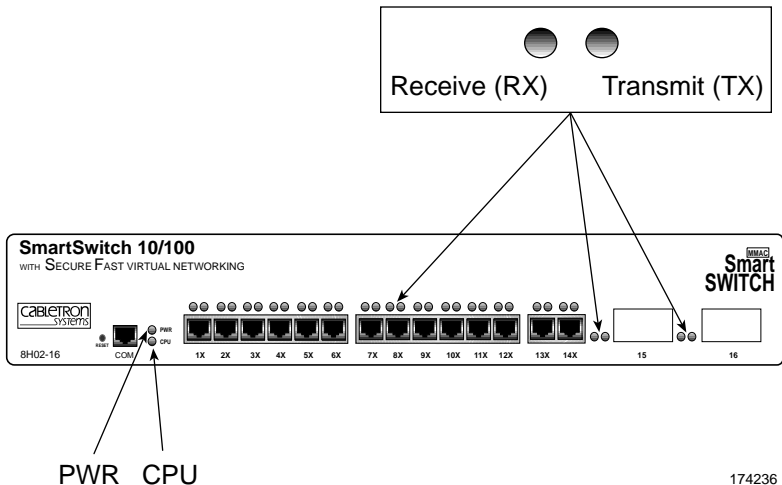 Receive (RX) Transmit (TX)
SmartSwitch 10/100
WITH SECURE FAST VIRTUAL NETWORKING
MMAC
Smart
SWITCH
CABLETRON
SYSTEMS
PWR
CPU
RESET
8H02-16
COM
1X 2X 3X 4X 5X 6X 7X 8X 9X 10X 11X 12X 13X 14X 15 16
PWR CPU
174236